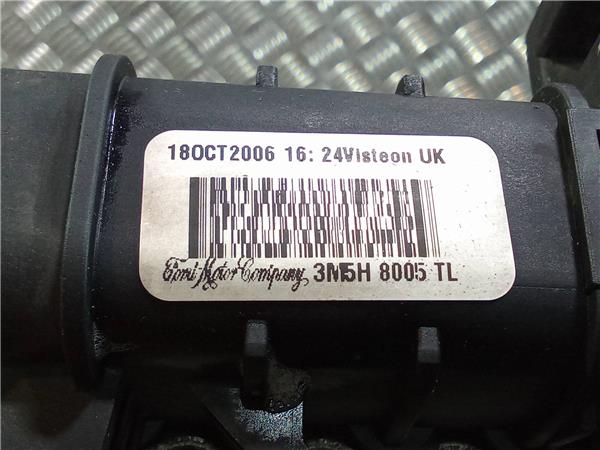 18OCT2006 16: 24Visteon UK
Ford Motor Company 3M5H 8005 TL